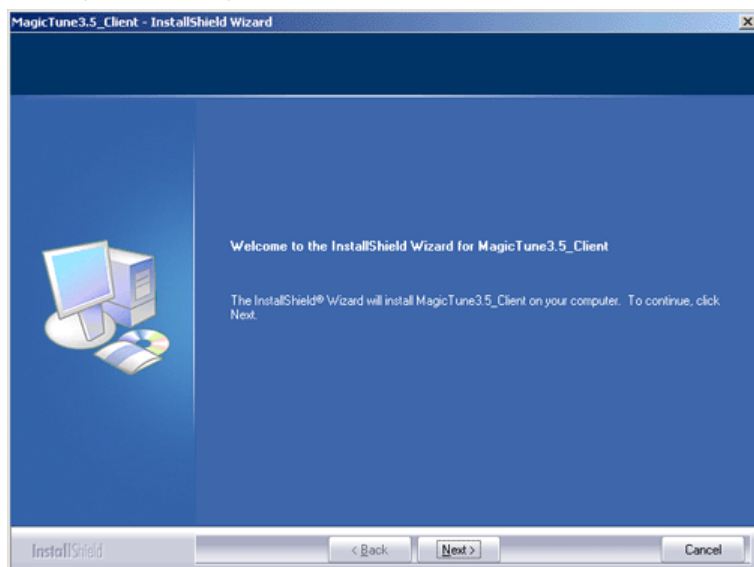 MagicTune3.5_Client - InstallShield Wizard
Welcome to the InstallShield Wizard for MagicTune3.5_Client
The InstallShield® Wizard will install MagicTune3.5_Client on your computer. To continue, click
Next.
InstallShield
< Back
Next >
Cancel